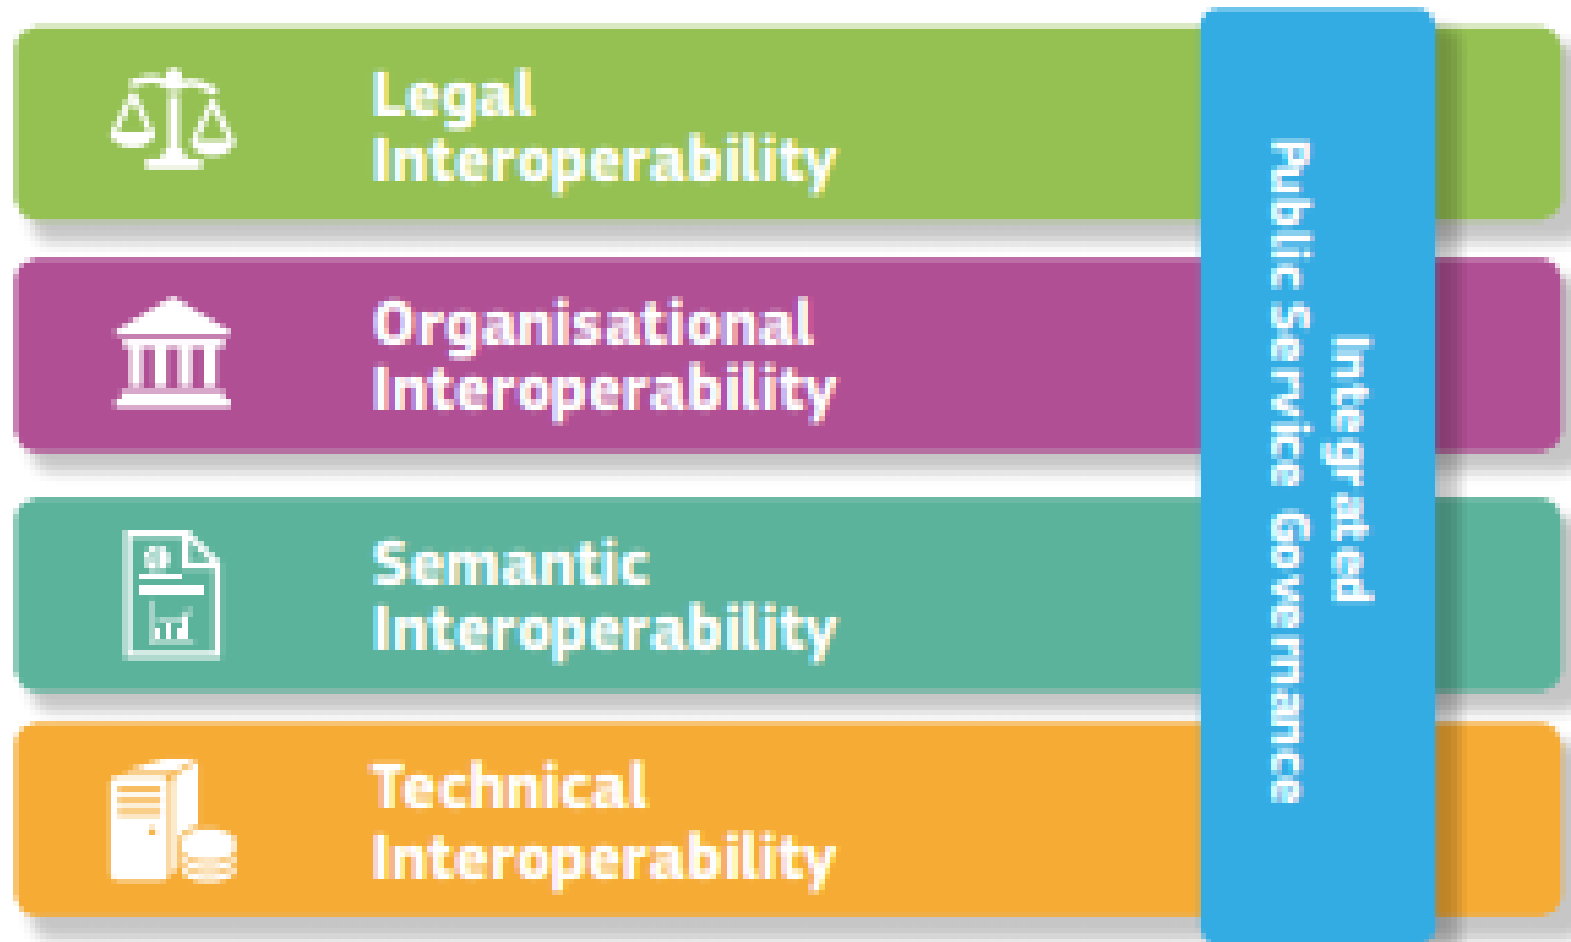 Legal
Interoperability
Organisational
Interoperability
Semantic
Interoperability
Technical
Interoperability
Integrated
Public Service Governance